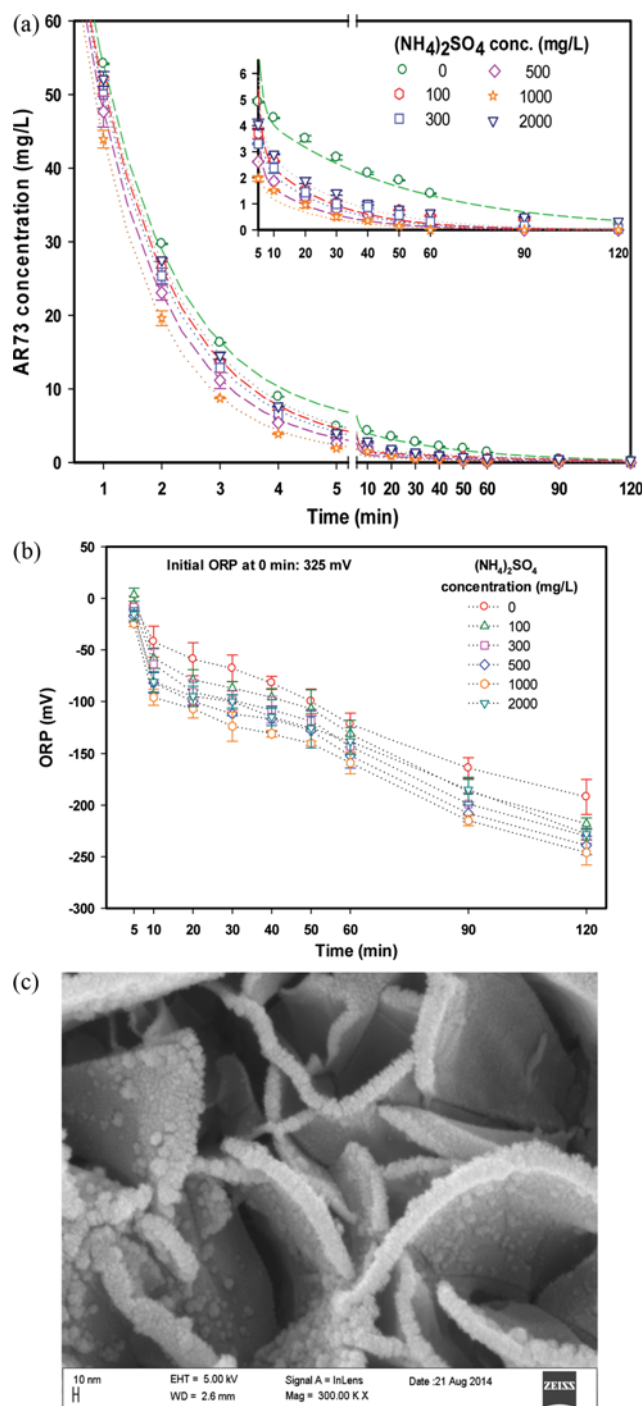 (a)
60
50
40
30
20
10
0
AR73 concentration (mg/L)
(NH4)2SO4 conc. (mg/L)
0 500
100 1000
300 2000
6
5
4
3
2
1
0
5 10 20 30 40 50 60 90 120
1 2 3 4 5 10 20 30 40 50 60 90 120
Time (min)
(b)
Initial ORP at 0 min: 325 mV
(NH4)2SO4
concentration (mg/L)
0
100
300
500
1000
2000
50
0
-50
-100
-150
-200
-250
-300
ORP (mV)
5 10 20 30 40 50 60 90 120
Time (min)
(c)
10 nm EHT = 5.00 kV Signal A = InLens Date :21 Aug 2014
WD = 2.6 mm Mag = 300.00 K X
ZEISS